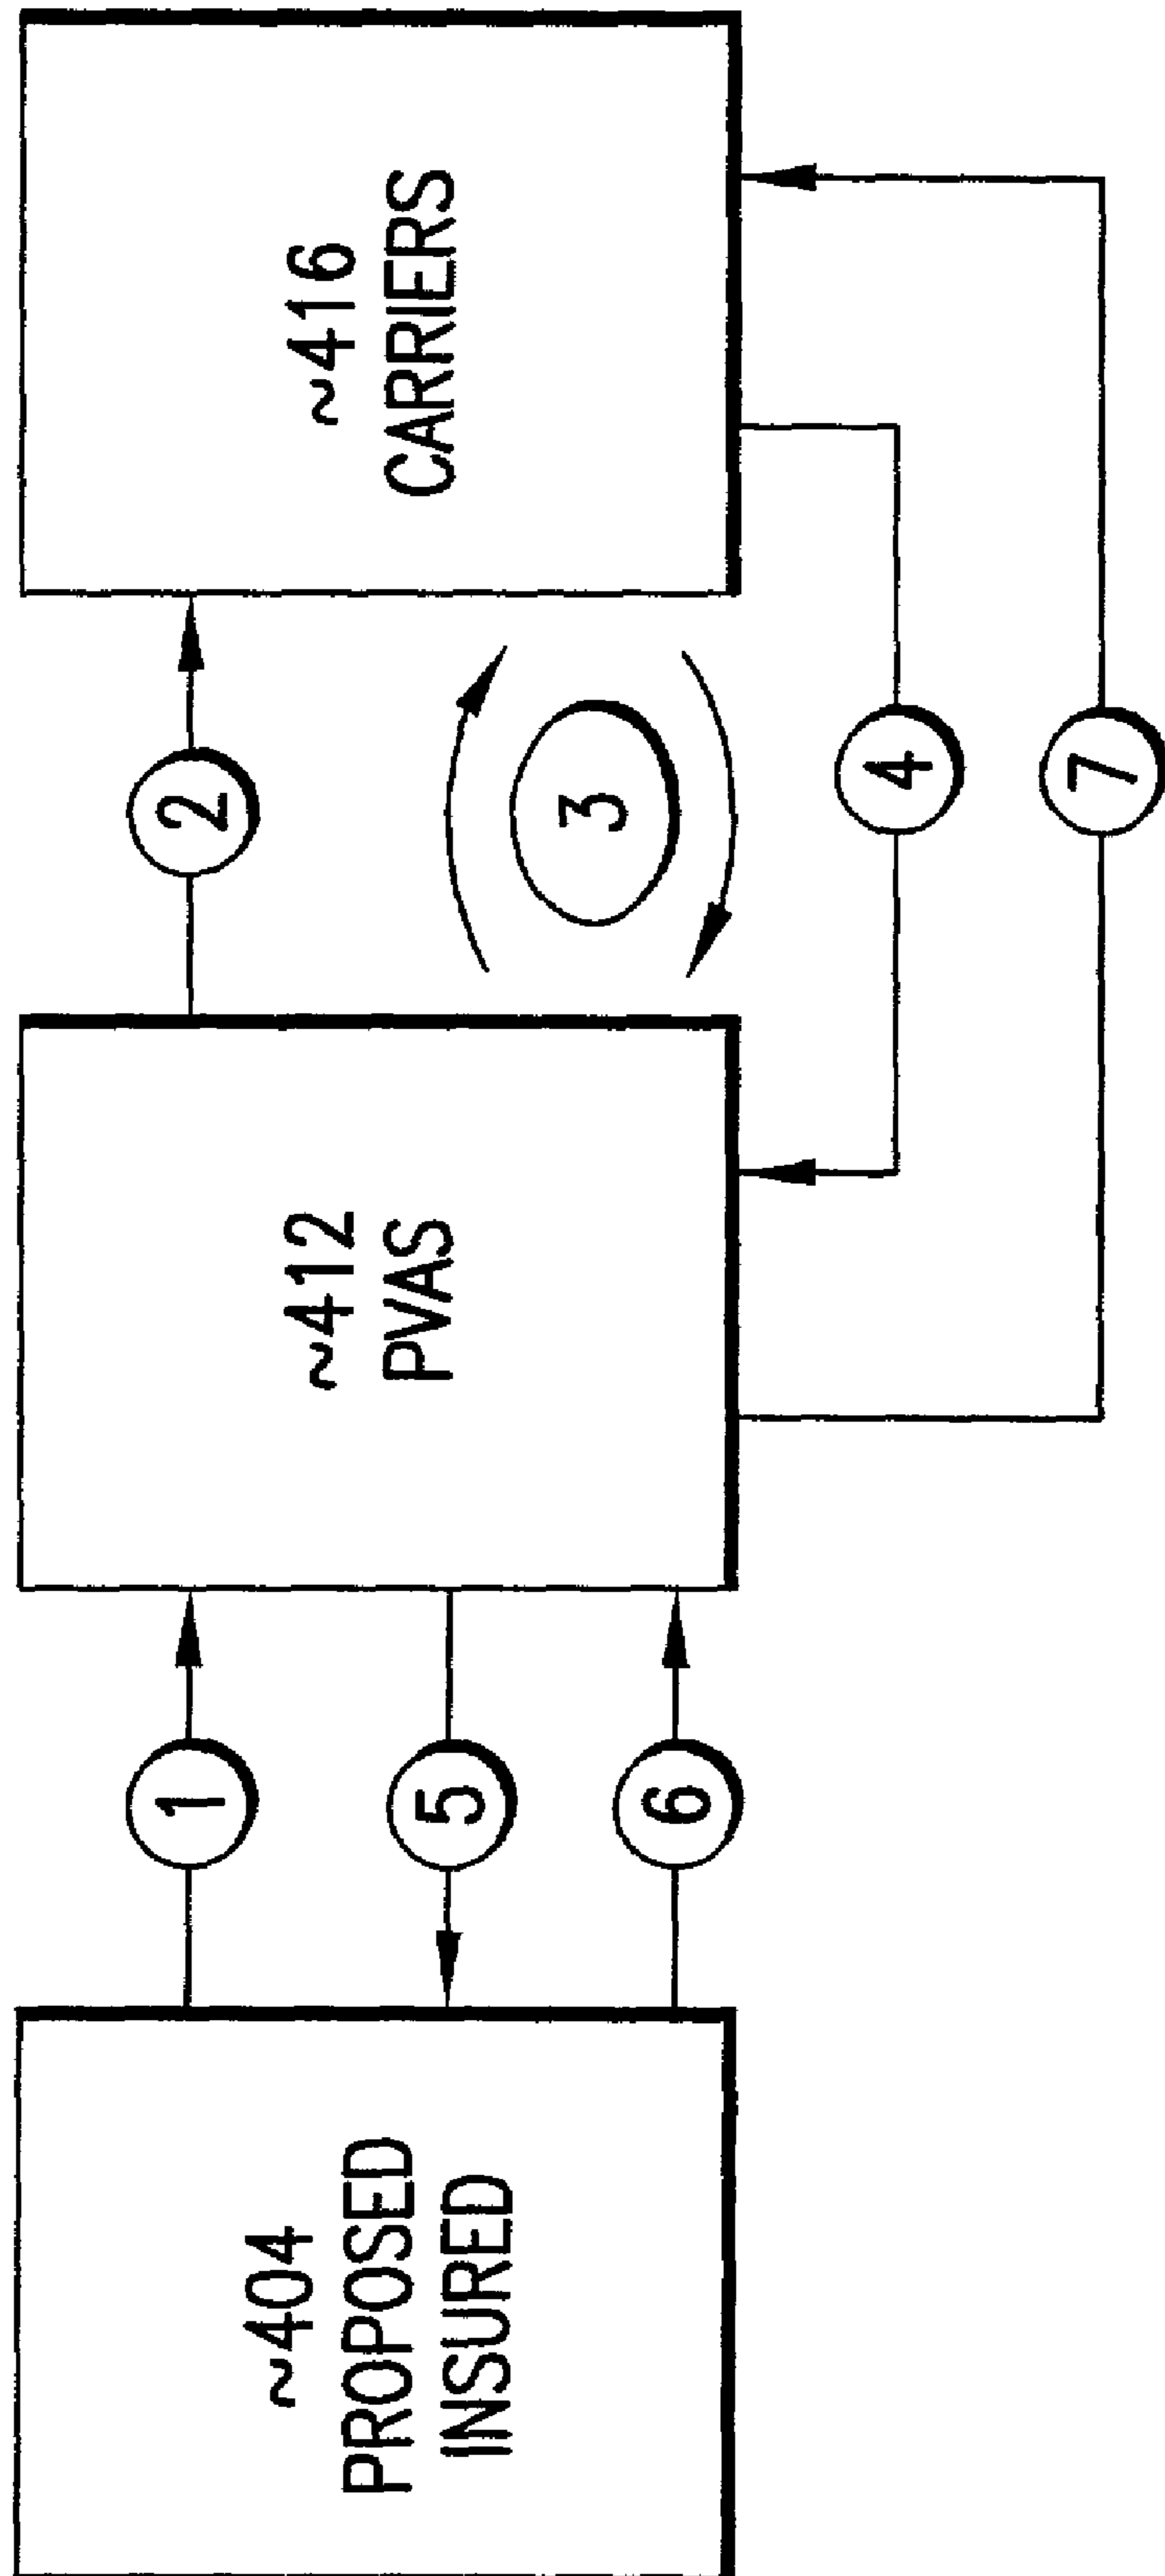 ~404
PROPOSED
INSURED
1
5
6
~412
PVAS
2
3
4
7
~416
CARRIERS